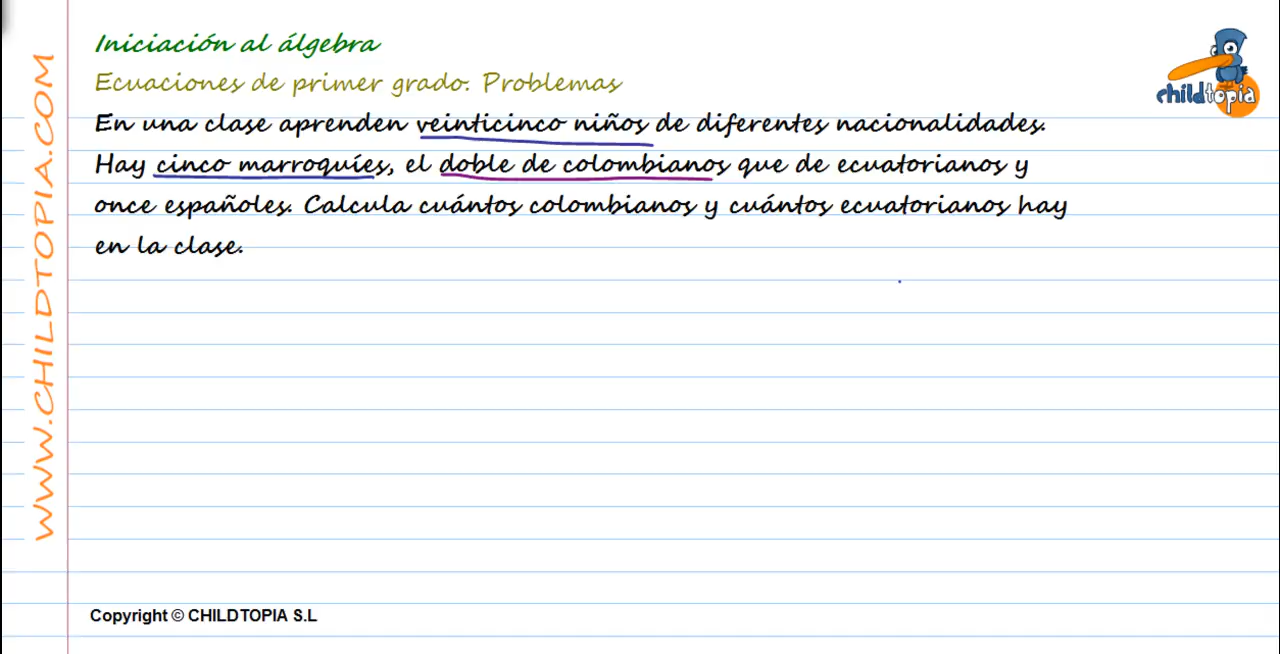 Iniciación al álgebra
Ecuaciones de primer grado. Problemas
En una clase aprenden veinticinco niños de diferentes nacionalidades.
Hay cinco marroquíes, el doble de colombianos que de ecuatorianos y
once españoles. Calcula cuántos colombianos y cuántos ecuatorianos hay
en la clase.
WWW.CHILDTOPIA.COM
childtopia
Copyright © CHILDTOPIA S.L